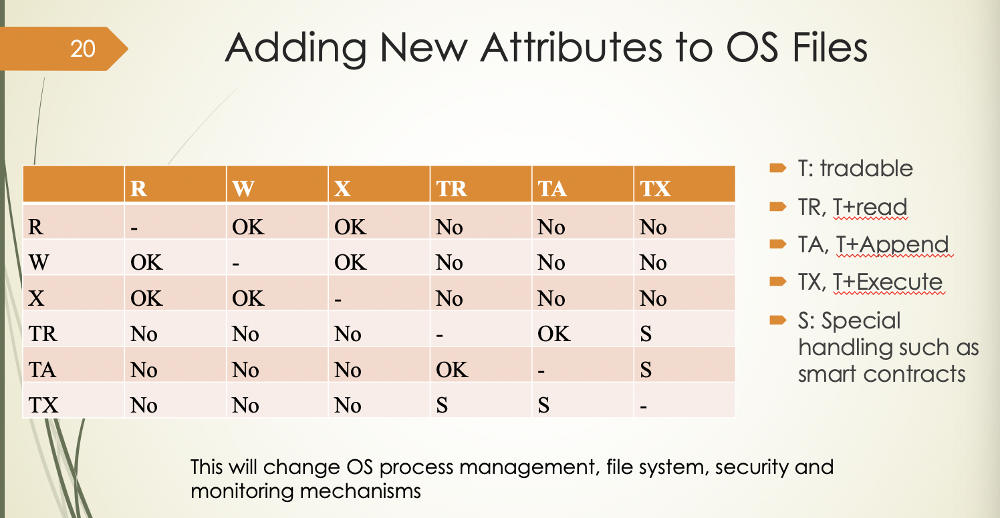 20
Adding New Attributes to OS Files
R W X TR TA TX
R - OK OK No No No
W OK - OK No No No
X OK OK - No No No
TR No No No - OK S
TA No No No OK - S
TX No No No S S -
T: tradable
TR, T+read
TA, T+Append
TX, T+Execute
S: Special
handling such as
smart contracts
This will change OS process management, file system, security and
monitoring mechanisms